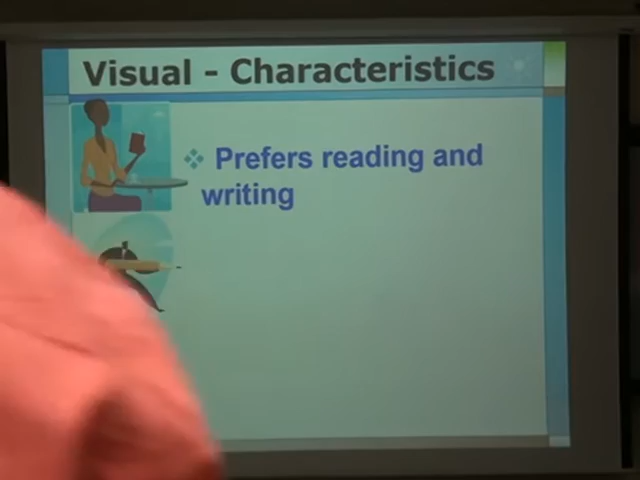 Visual - Characteristics
Prefers reading and
writing